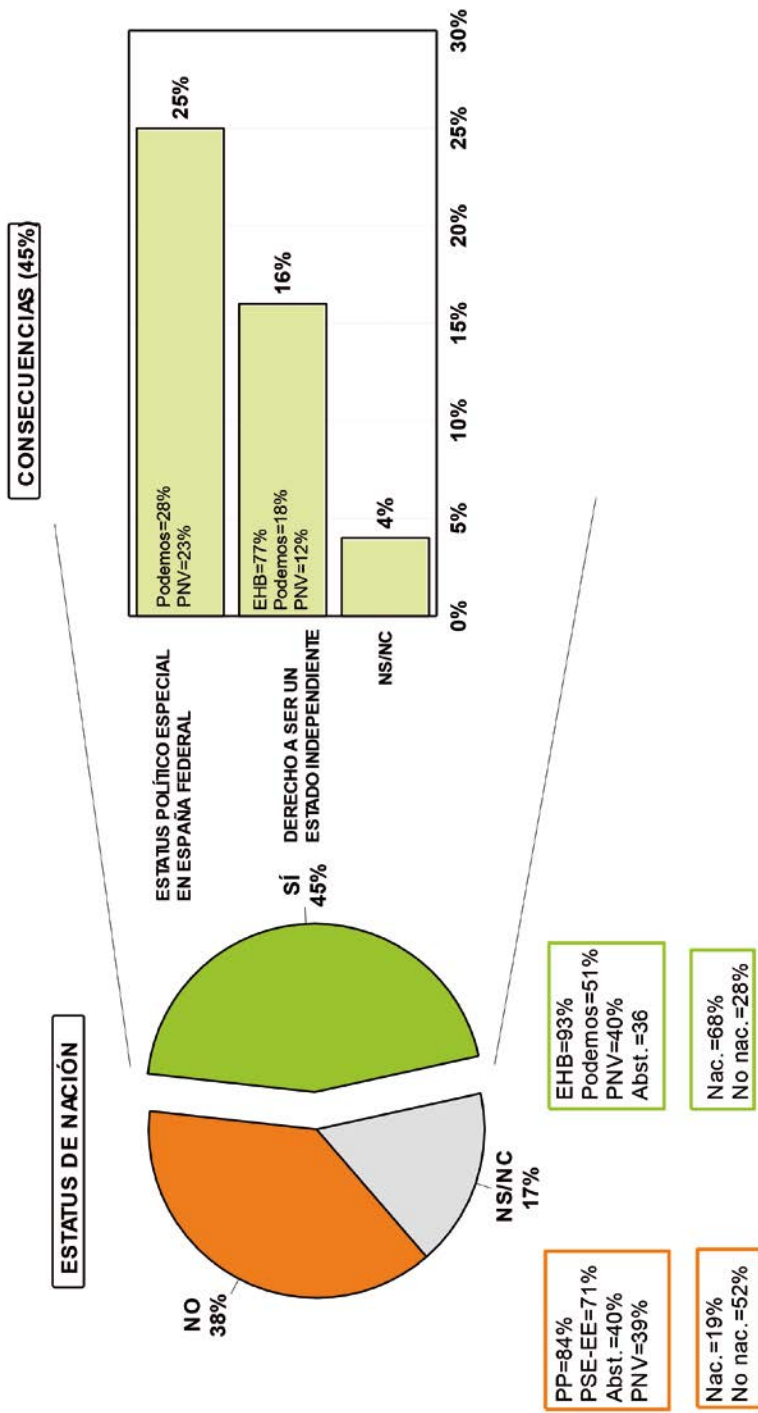 ESTATUS DE NACIÓN
NO
38%
NS/NC
17%
SÍ
45%
PP=84%
PSE-EE=71%
Abst.=40%
PNV=39%
Nac.=19%
No nac.=52%
EHB=93%
Podemos=51%
PNV=40%
Abst.=36
Nac.=68%
No nac.=28%
CONSECUENCIAS (45%)
ESTATUS POLÍTICO ESPECIAL
EN ESPAÑA FEDERAL
Podemos=28%
PNV=23%
25%
DERECHO A SER UN
ESTADO INDEPENDIENTE
EHB=77%
Podemos=18%
PNV=12%
16%
NS/NC
4%
0%
5%
10%
15%
20%
25%
30%